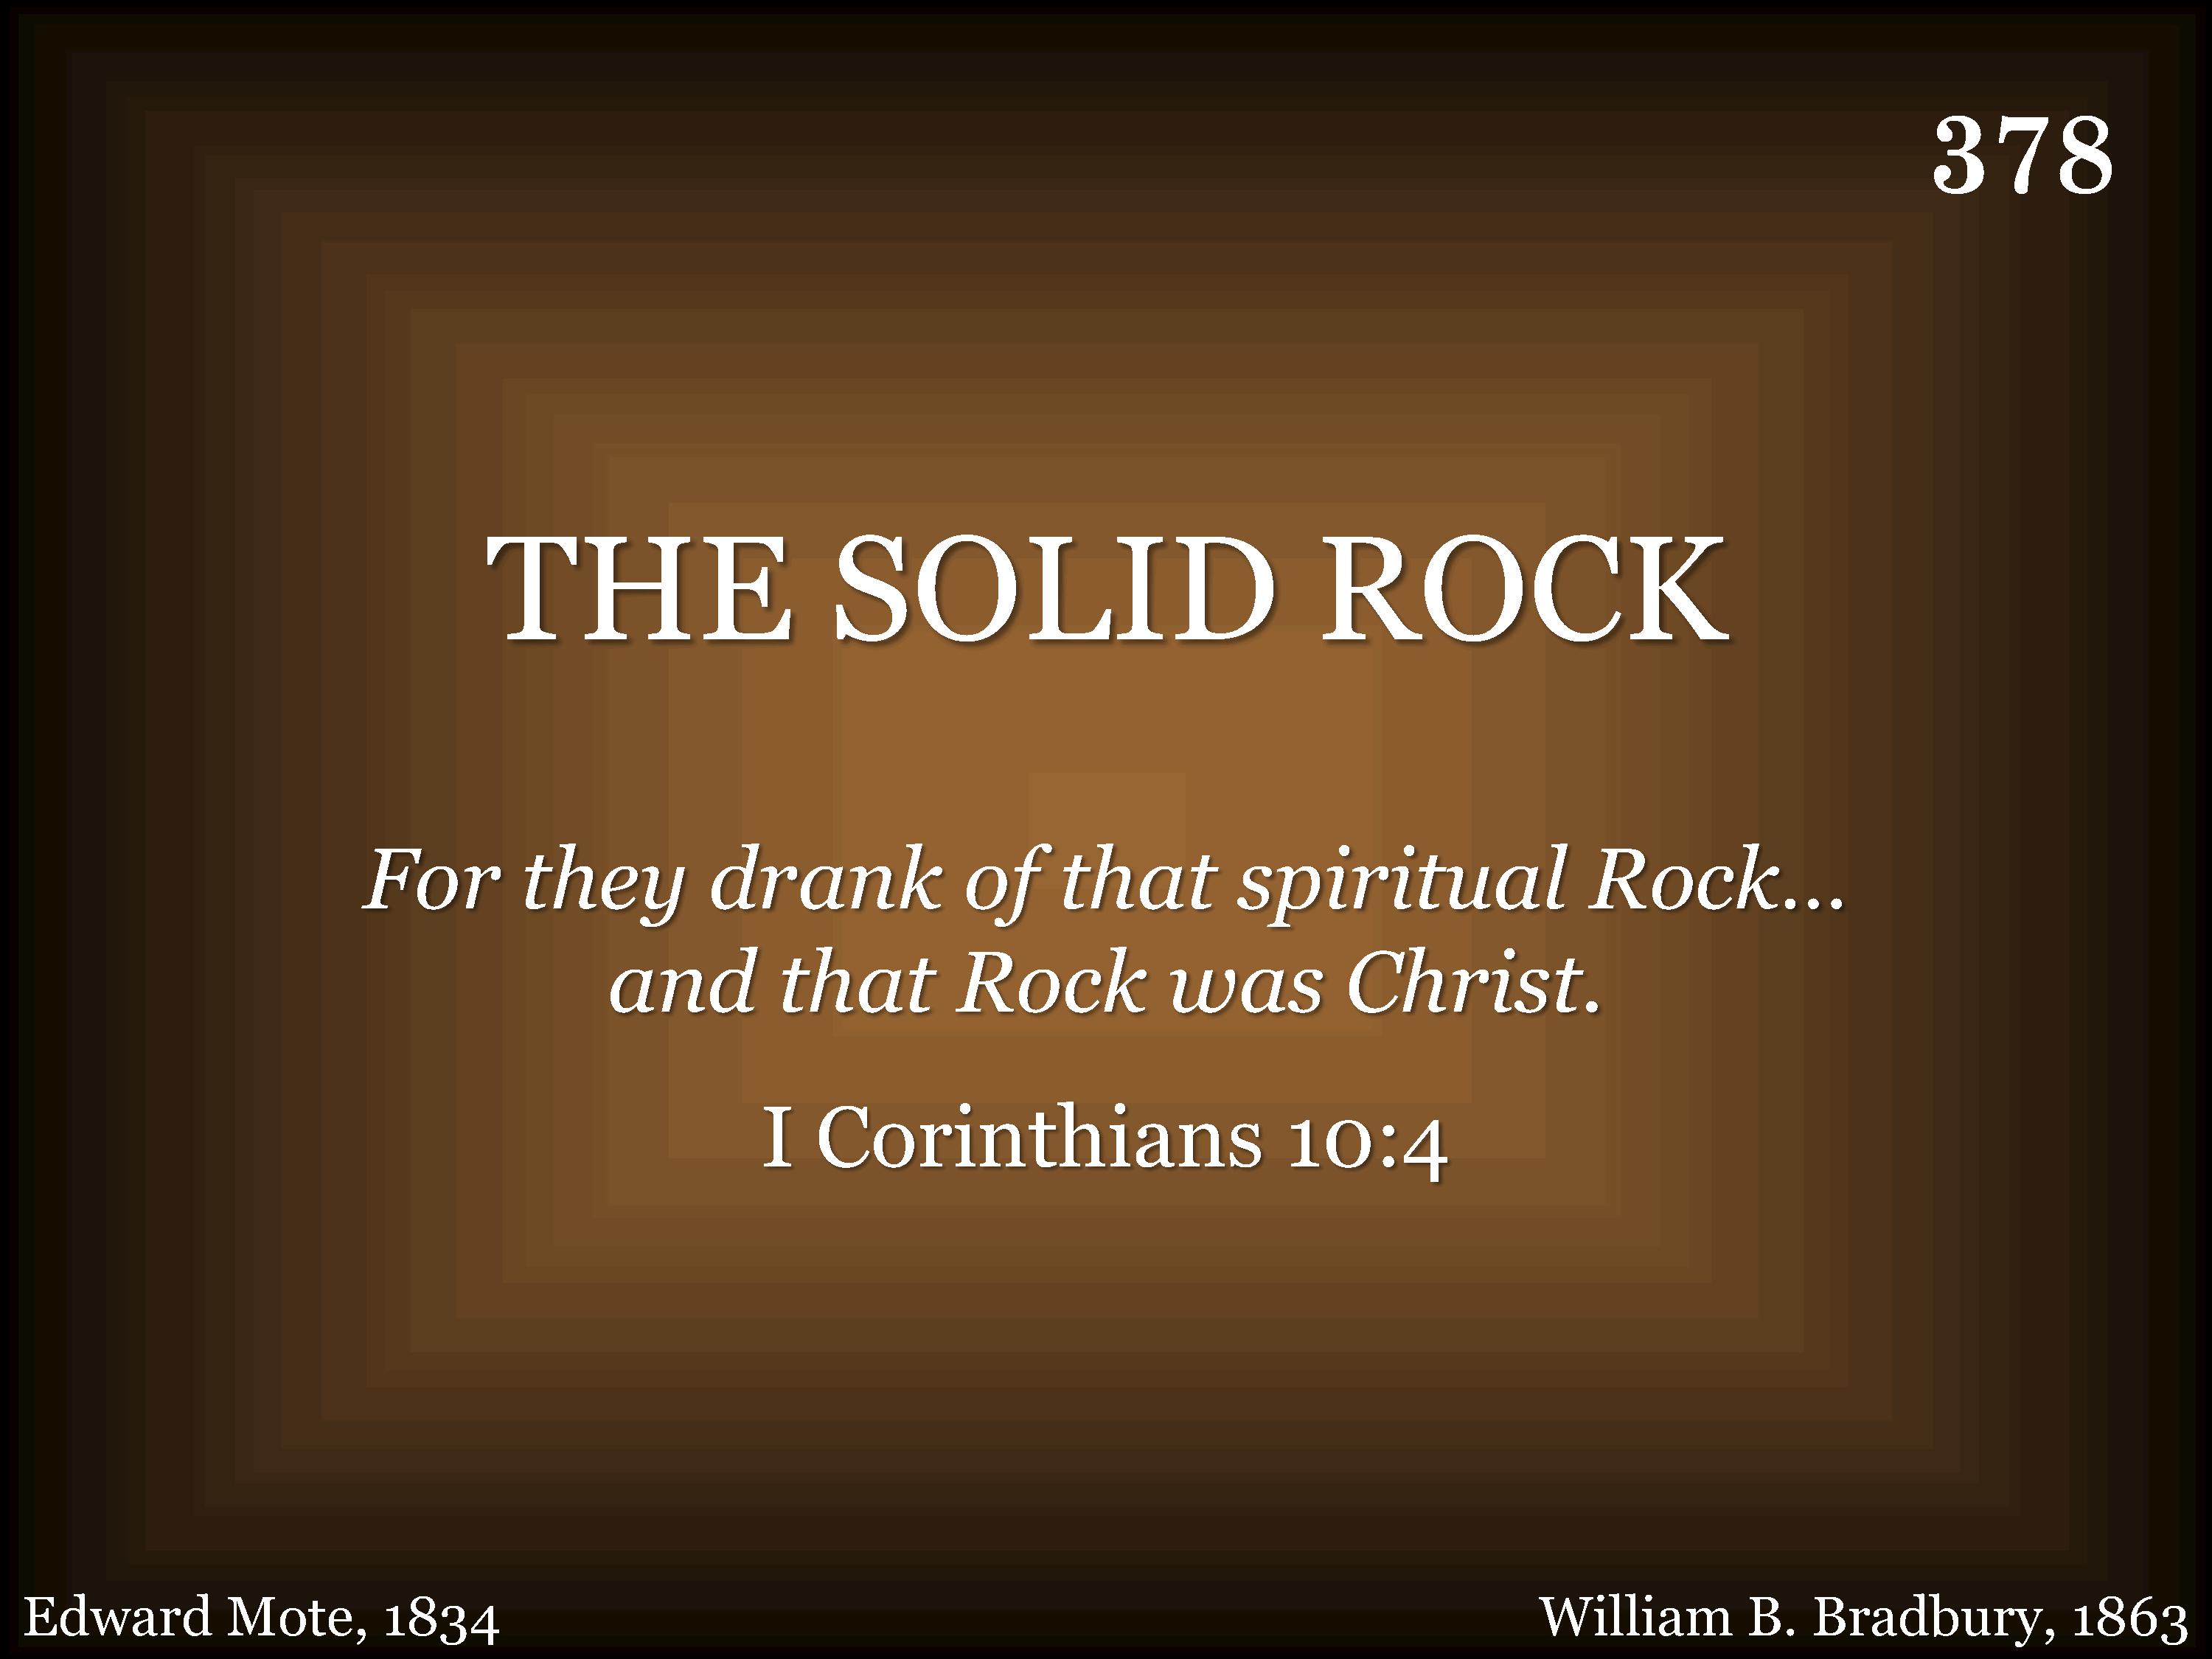 378
THE SOLID ROCK
For they drank of that spiritual Rock...
and that Rock was Christ.
I Corinthians 10:4
Edward Mote, 1834
William B. Bradbury, 1863